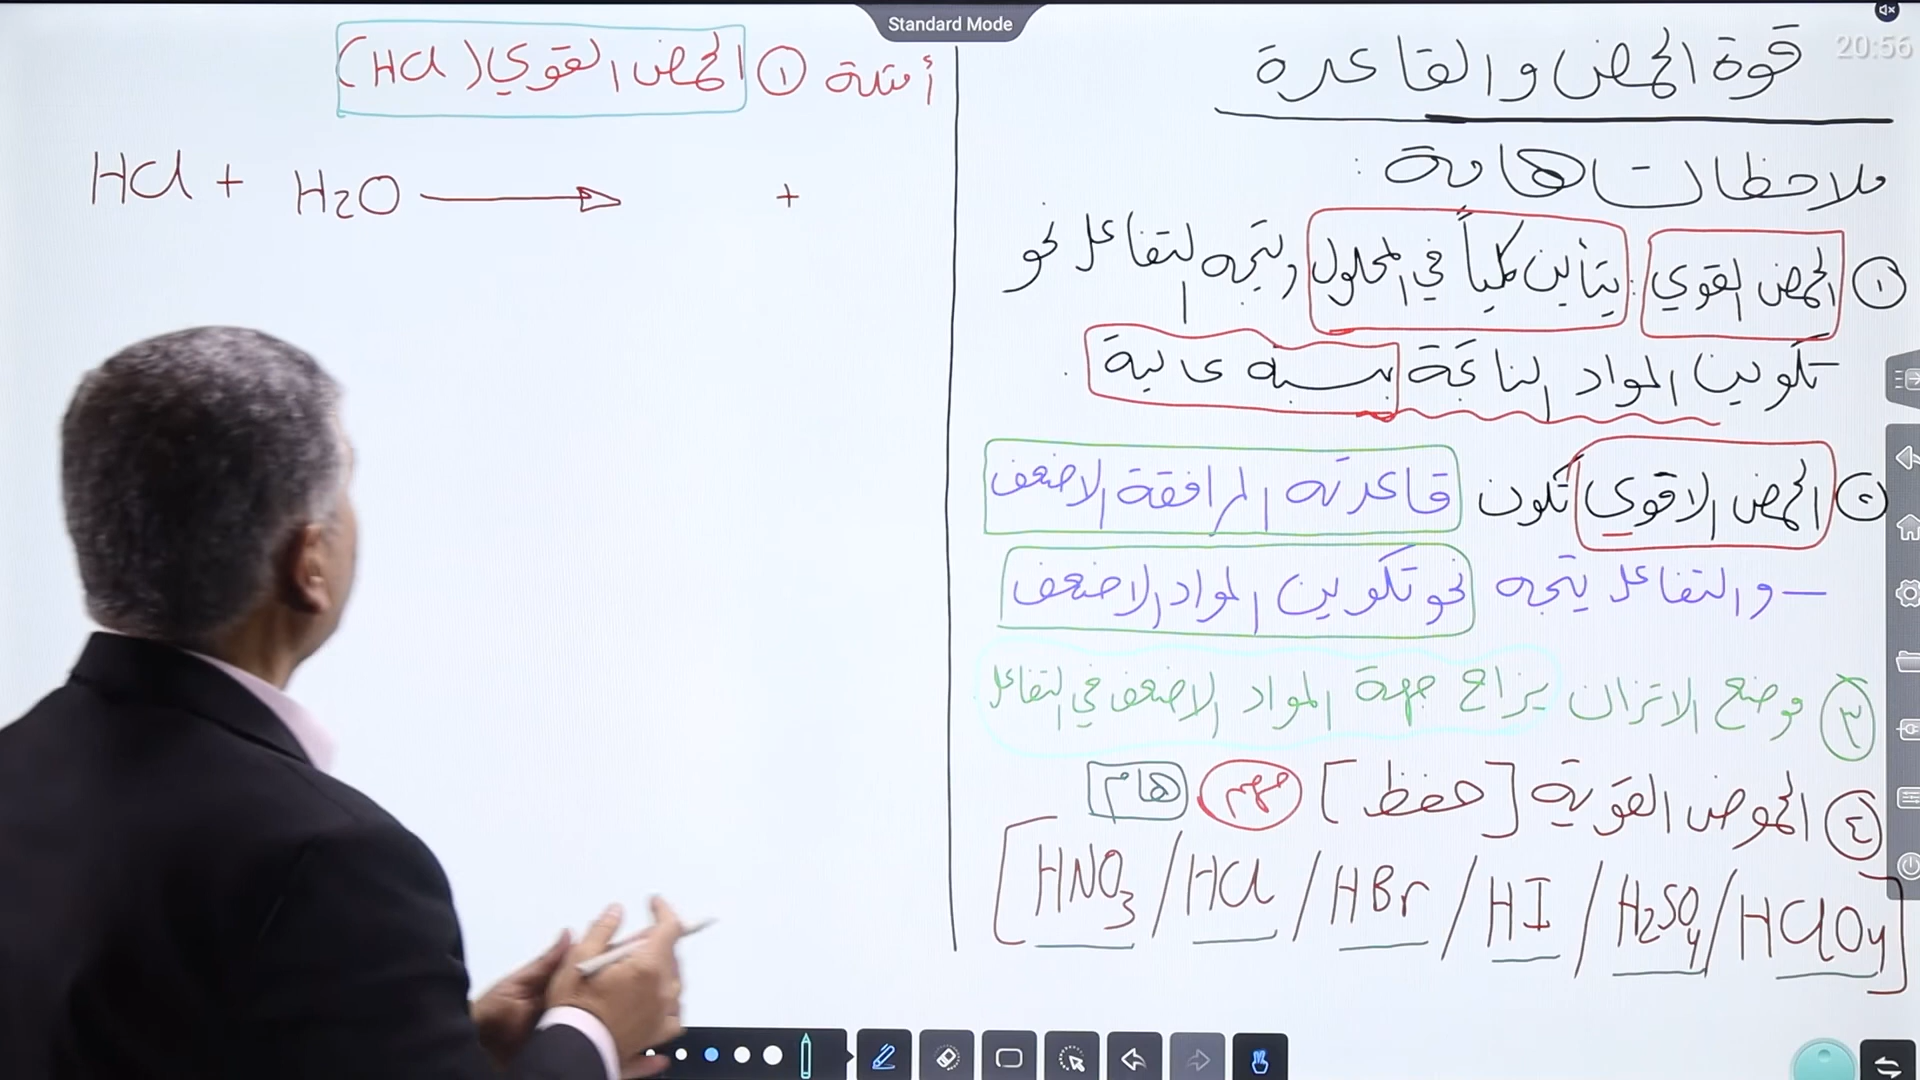 Standard Mode
20:56
قوة الحمض والقاعدة
ملاحظات هامة :
① الحمض القوي : يتأين كلياً في المحلول ويتجه التفاعل نحو
تكوين المواد الناتجة بنسبة عالية .
② الحمض الاقوى تكون قاعدته المرافقة الاضعف
– والتفاعل يتجه نحو تكوين المواد الاضعف
③ موضع الاتزان يزاح جهة المواد الاضعف في التفاعل
④ الحموض القوية [حفظ] مهم هام
[HNO3 / HCl / HBr / HI / H2SO4 / HClO4]
أمثلة ① الحمض القوي (HCl)
HCl + H2O → +